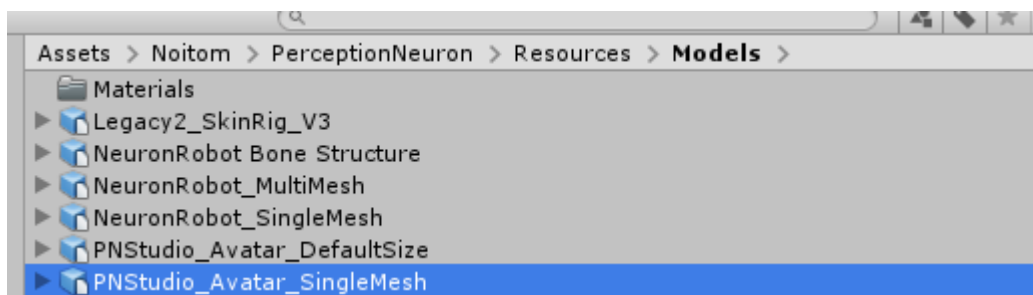 Assets > Noitom > PerceptionNeuron > Resources > Models >
Materials
Legacy2_SkinRig_V3
NeuronRobot Bone Structure
NeuronRobot_MultiMesh
NeuronRobot_SingleMesh
PNStudio_Avatar_DefaultSize
PNStudio_Avatar_SingleMesh